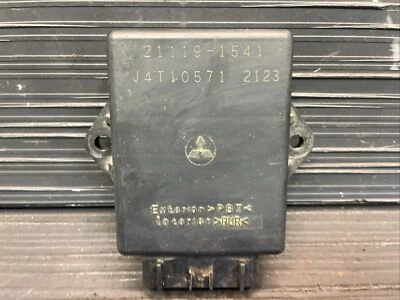 21119-1541
J4T10571 2123
Exterior>PBT<
Interior>PUR<